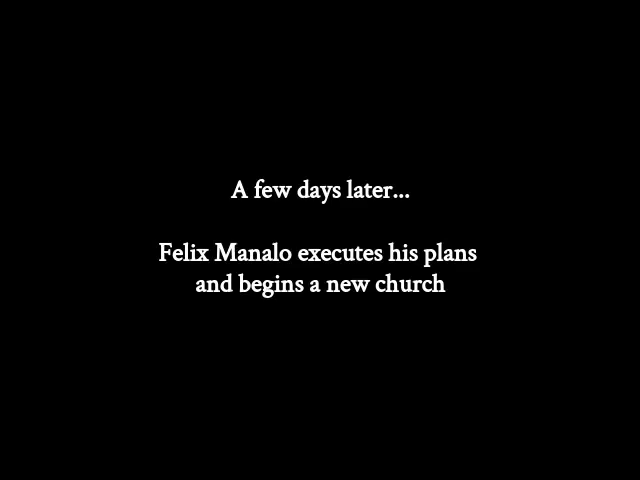 A few days later...
Felix Manalo executes his plans
and begins a new church